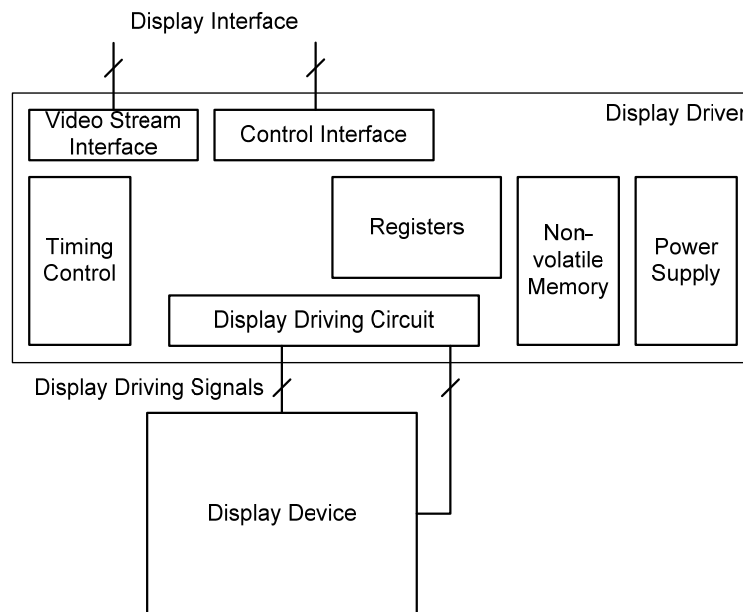 Display Interface
Display Driver
Video Stream
Interface
Control Interface
Timing
Control
Registers
Non-
volatile
Memory
Power
Supply
Display Driving Circuit
Display Driving Signals
Display Device